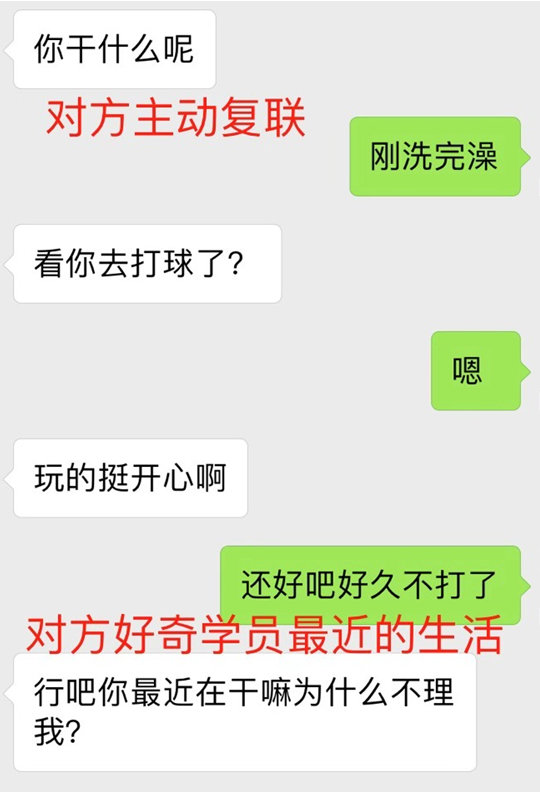 你干什么呢
对方主动复联
刚洗完澡
看你去打球了?
嗯
玩的挺开心啊
还好吧好久不打了
对方好奇学员最近的生活
行吧你最近在干嘛为什么不理
我?